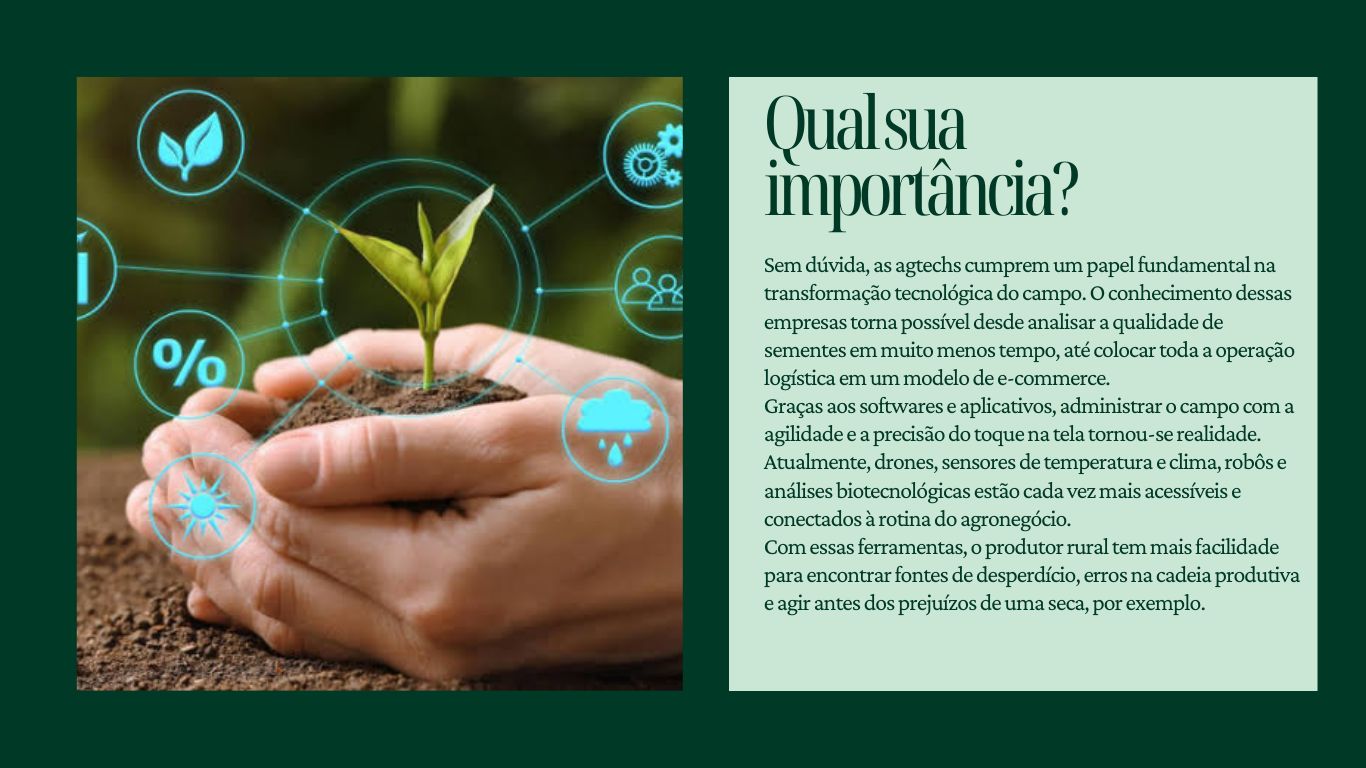 %
Qual sua
importância?
Sem dúvida, as agtechs cumprem um papel fundamental na
transformação tecnológica do campo. O conhecimento dessas
empresas torna possível desde analisar a qualidade de
sementes em muito menos tempo, até colocar toda a operação
logística em um modelo de e-commerce.
Graças aos softwares e aplicativos, administrar o campo com a
agilidade e a precisão do toque na tela tornou-se realidade.
Atualmente, drones, sensores de temperatura e clima, robôs e
análises biotecnológicas estão cada vez mais acessíveis e
conectados à rotina do agronegócio.
Com essas ferramentas, o produtor rural tem mais facilidade
para encontrar fontes de desperdício, erros na cadeia produtiva
e agir antes dos prejuízos de uma seca, por exemplo.